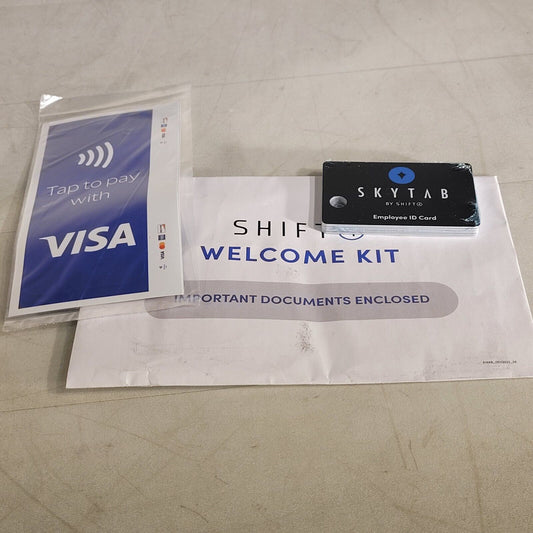 Tap to pay
with
VISA
SKYTAB
BY SHIFT4
Employee ID Card
SHIFT4
WELCOME KIT
IMPORTANT DOCUMENTS ENCLOSED